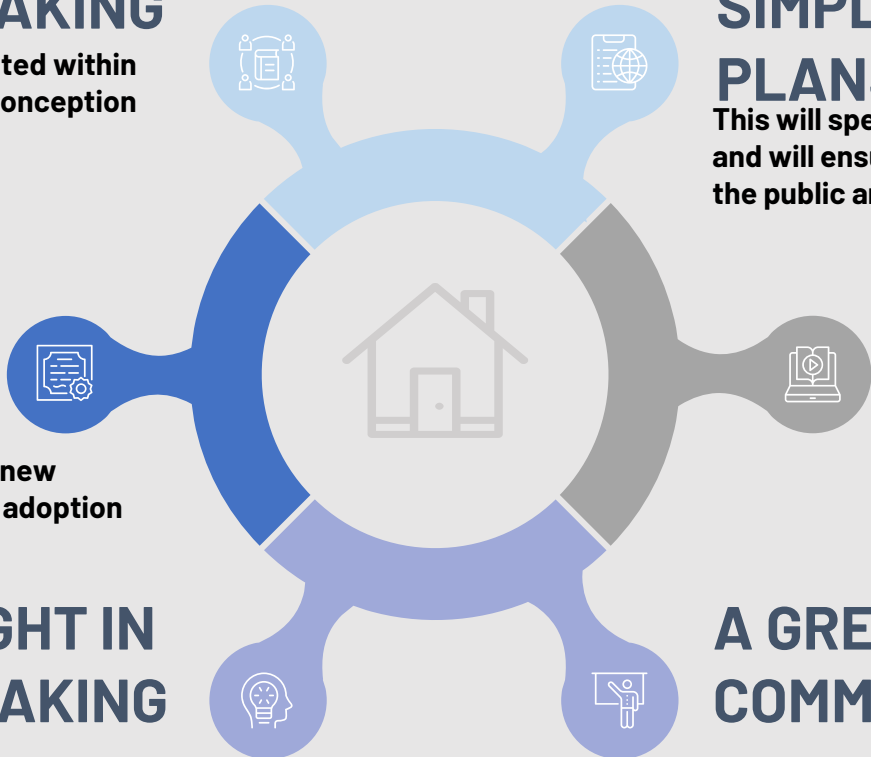 AKING
ted within
onception
SIMPL
PLAN
This will spe
and will ens
the public a
new
adoption
GHT IN
AKING
A GRE
COMM